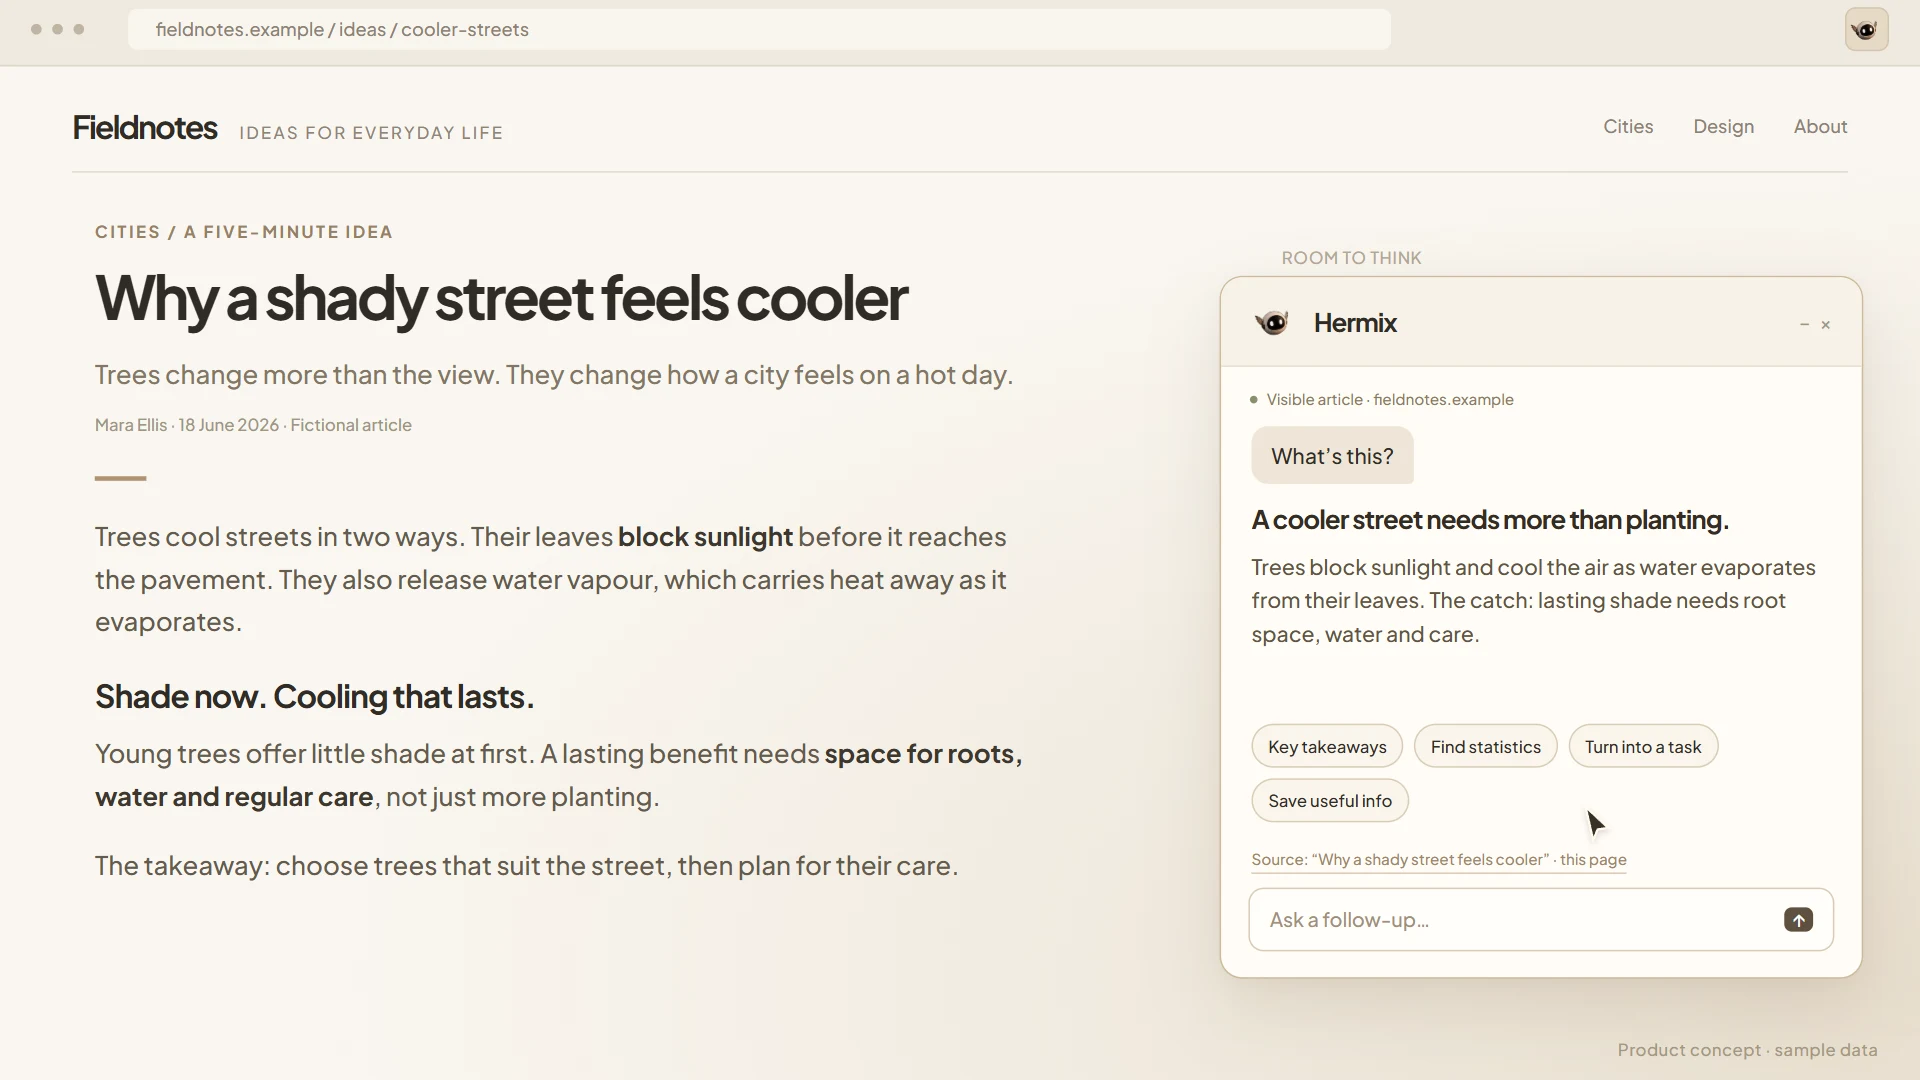 fieldnotes.example / ideas / cooler-streets
Fieldnotes IDEAS FOR EVERYDAY LIFE
Cities Design About
CITIES / A FIVE-MINUTE IDEA
Why a shady street feels cooler
Trees change more than the view. They change how a city feels on a hot day.
Mara Ellis · 18 June 2026 · Fictional article
Trees cool streets in two ways. Their leaves block sunlight before it reaches
the pavement. They also release water vapour, which carries heat away as it
evaporates.
Shade now. Cooling that lasts.
Young trees offer little shade at first. A lasting benefit needs space for roots,
water and regular care, not just more planting.
The takeaway: choose trees that suit the street, then plan for their care.
ROOM TO THINK
Hermix
Visible article · fieldnotes.example
What’s this?
A cooler street needs more than planting.
Trees block sunlight and cool the air as water evaporates
from their leaves. The catch: lasting shade needs root
space, water and care.
Key takeaways
Find statistics
Turn into a task
Save useful info
Source: “Why a shady street feels cooler” · this page
Ask a follow-up…
Product concept · sample data